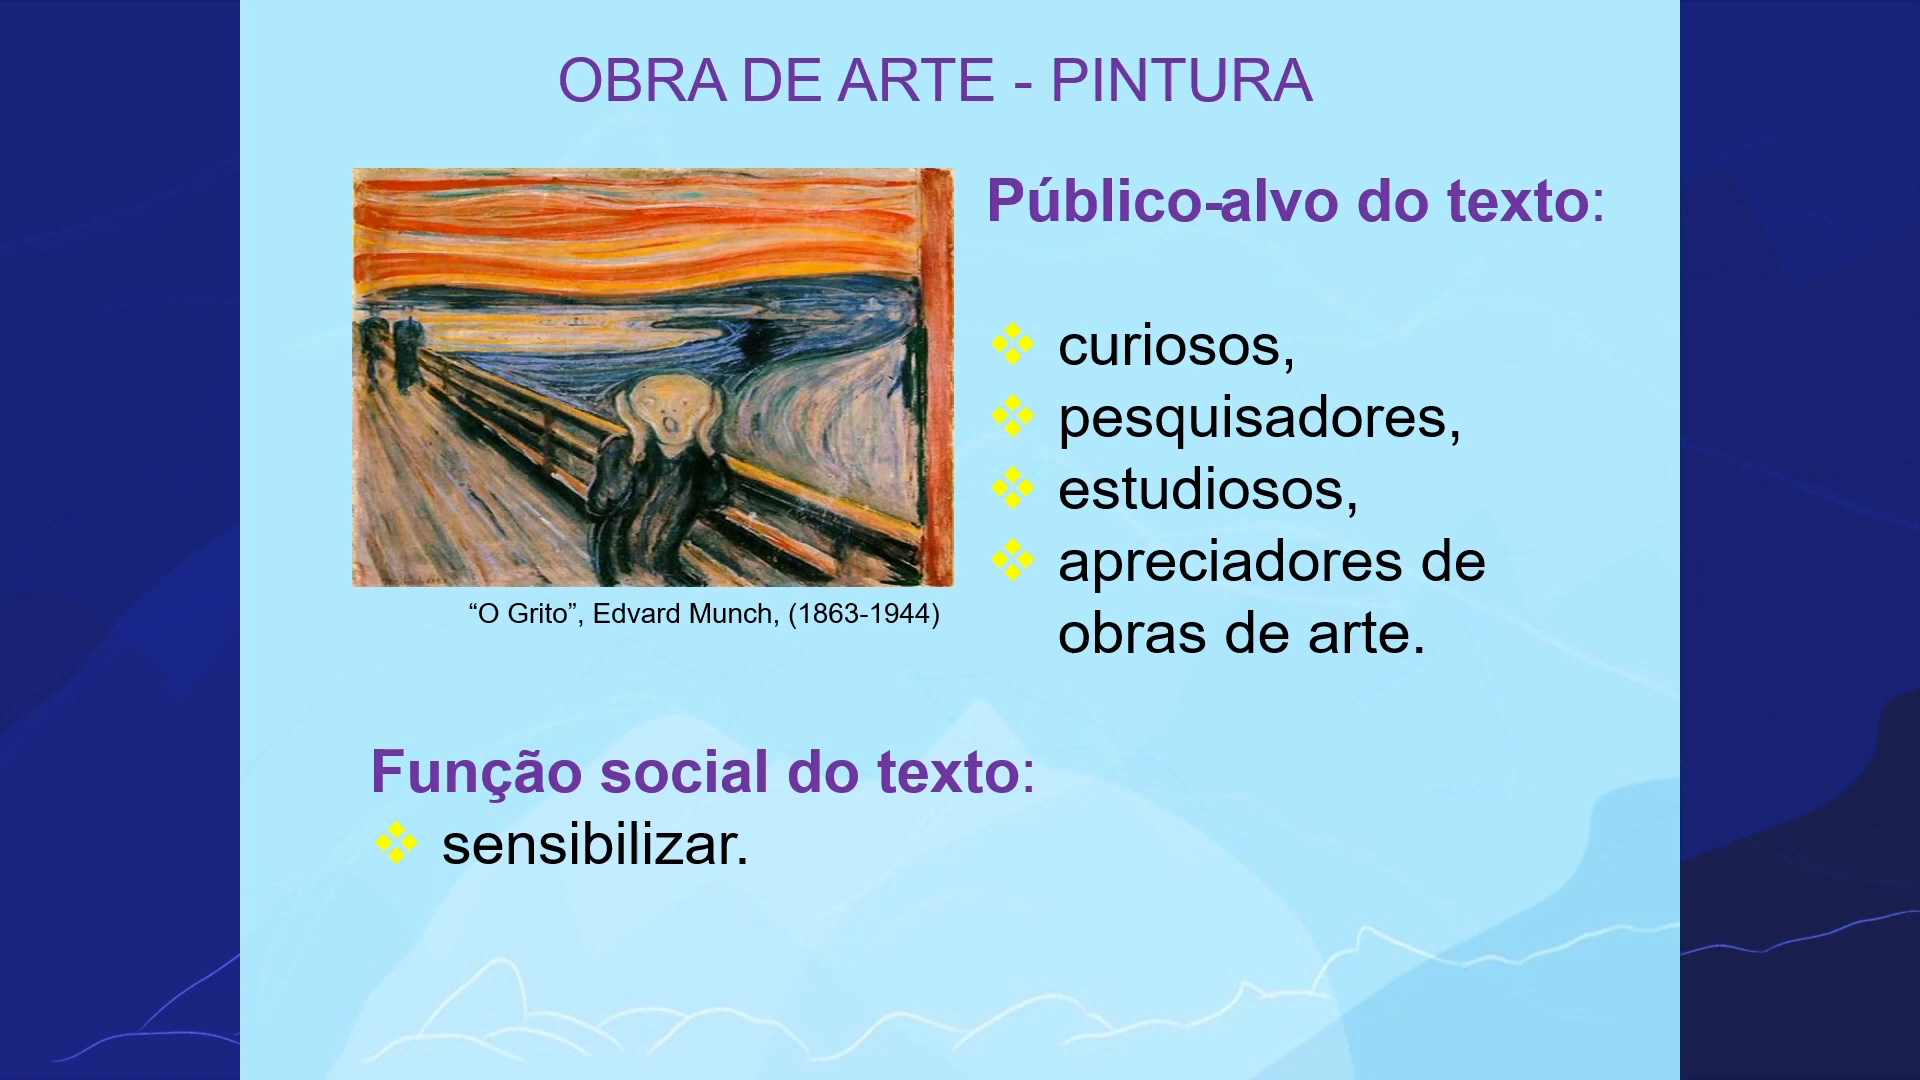 OBRA DE ARTE - PINTURA
Público-alvo do texto:
curiosos,
pesquisadores,
estudiosos,
apreciadores de
obras de arte.
“O Grito”, Edvard Munch, (1863-1944)
Função social do texto:
sensibilizar.